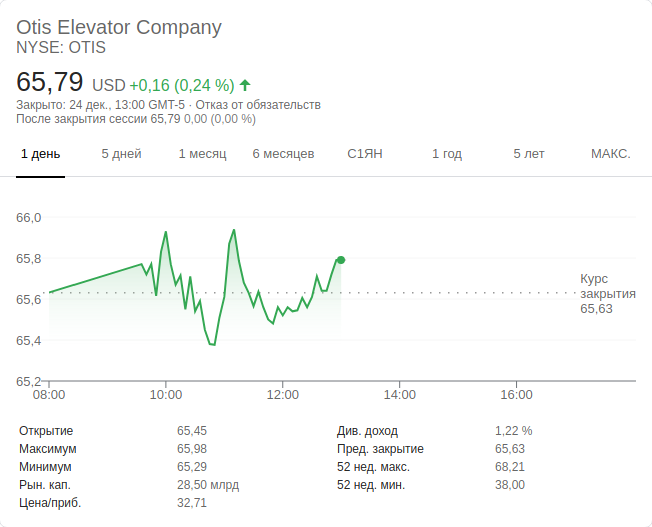 Otis Elevator Company
NYSE: OTIS
65,79 USD +0,16 (0,24 %)
Закрыто: 24 дек., 13:00 GMT-5 · Отказ от обязательств
После закрытия сессии 65,79 0,00 (0,00 %)
1 день 5 дней 1 месяц 6 месяцев С1ЯН 1 год 5 лет МАКС.
66,0
65,8
65,6
65,4
65,2
Курс
закрытия
65,63
08:00 10:00 12:00 14:00 16:00
Открытие 65,45 Див. доход 1,22 %
Максимум 65,98 Пред. закрытие 65,63
Минимум 65,29 52 нед. макс. 68,21
Рын. кап. 28,50 млрд 52 нед. мин. 38,00
Цена/приб. 32,71